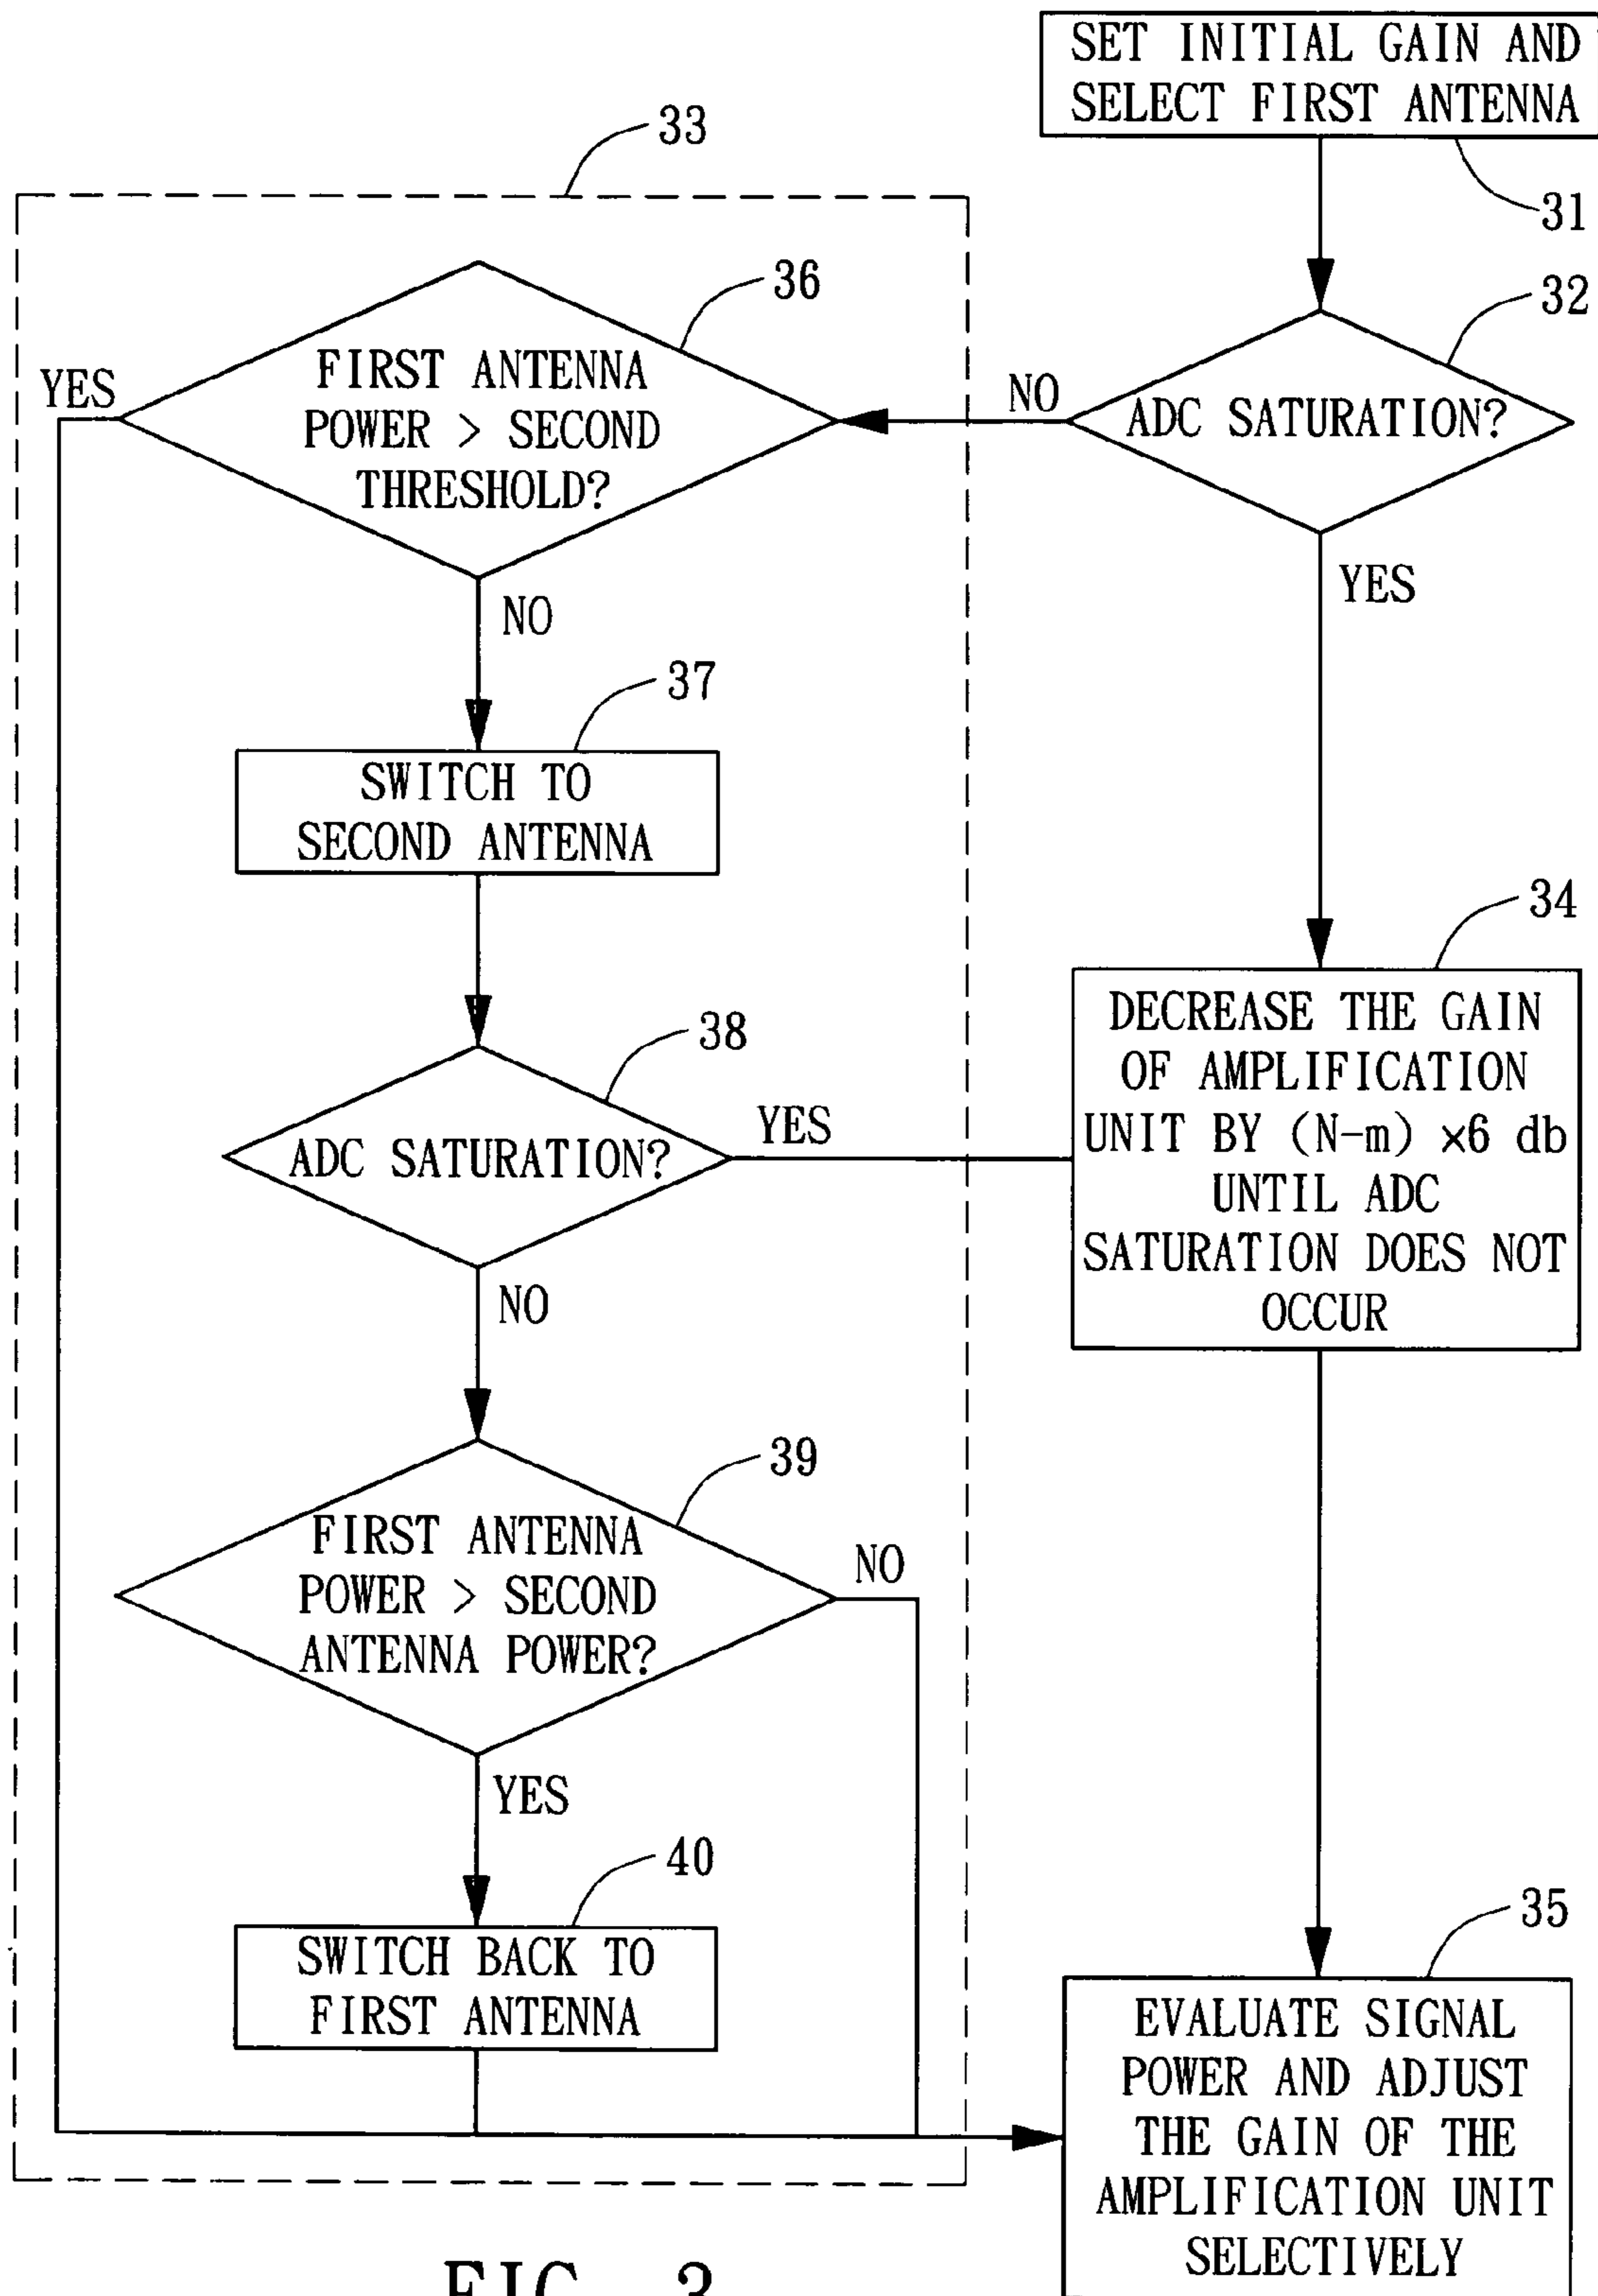 SET INITIAL GAIN AND
SELECT FIRST ANTENNA
31
32
ADC SATURATION?
NO
YES
33
36
FIRST ANTENNA
POWER > SECOND
THRESHOLD?
YES
NO
37
SWITCH TO
SECOND ANTENNA
38
ADC SATURATION?
YES
NO
34
DECREASE THE GAIN
OF AMPLIFICATION
UNIT BY (N-m) ×6 db
UNTIL ADC
SATURATION DOES NOT
OCCUR
39
FIRST ANTENNA
POWER > SECOND
ANTENNA POWER?
NO
YES
40
SWITCH BACK TO
FIRST ANTENNA
35
EVALUATE SIGNAL
POWER AND ADJUST
THE GAIN OF THE
AMPLIFICATION UNIT
SELECTIVELY
FIG. 3